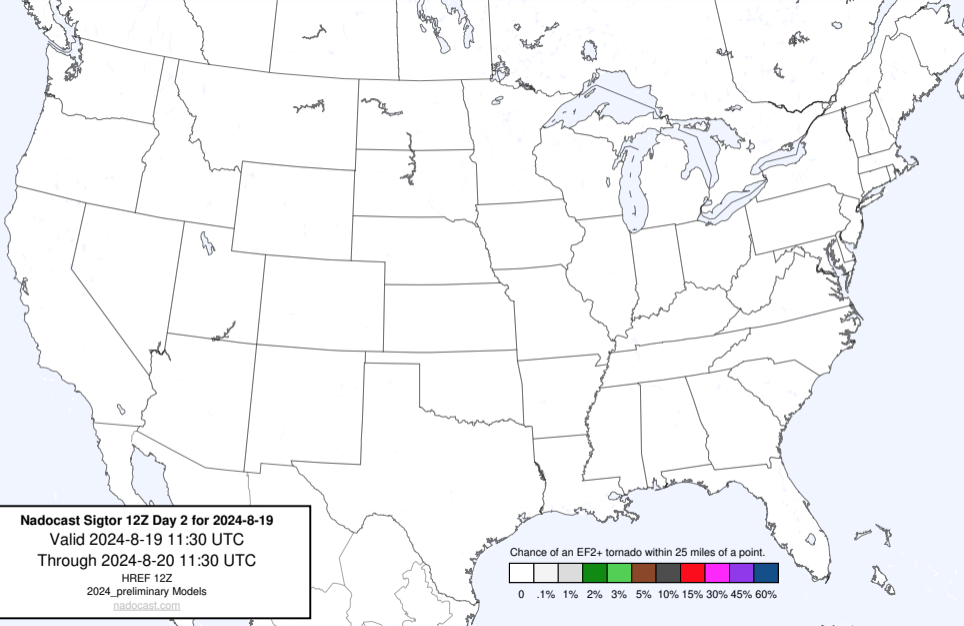 Nadocast Sigtor 12Z Day 2 for 2024-8-19
Valid 2024-8-19 11:30 UTC
Through 2024-8-20 11:30 UTC
HREF 12Z
2024_preliminary Models
nadocast.com
Chance of an EF2+ tornado within 25 miles of a point.
0 .1% 1% 2% 3% 5% 10% 15% 30% 45% 60%